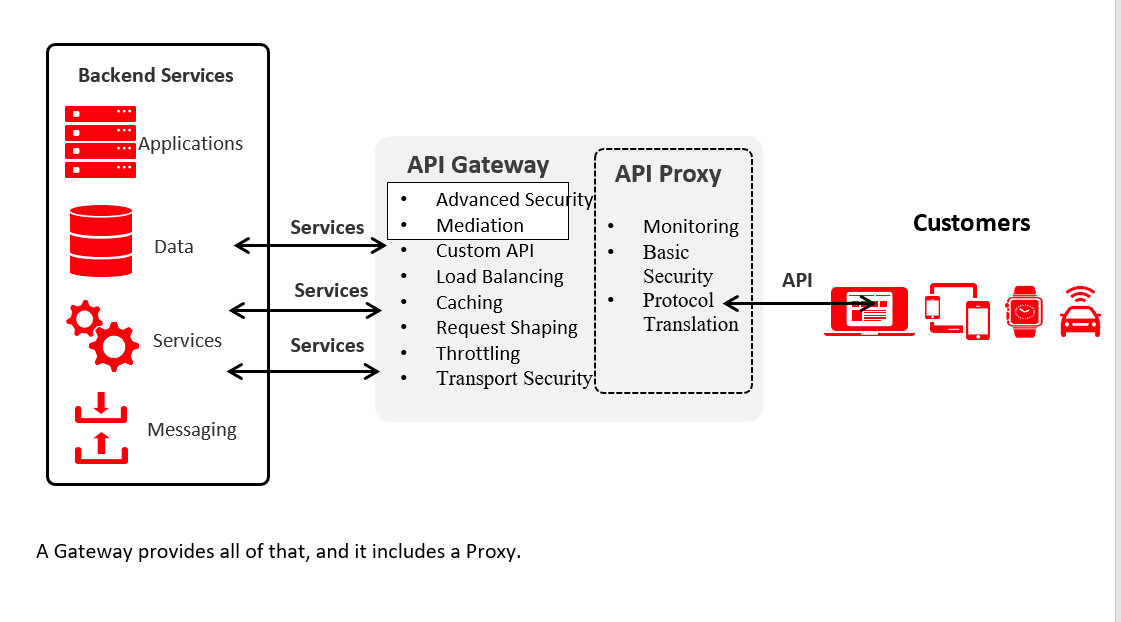 Backend Services
Applications
Data
Services
Messaging
Services
Services
Services
API Gateway
• Advanced Security
• Mediation
• Custom API
• Load Balancing
• Caching
• Request Shaping
• Throttling
• Transport Security
API Proxy
• Monitoring
• Basic
Security
• Protocol
Translation
API
Customers
A Gateway provides all of that, and it includes a Proxy.